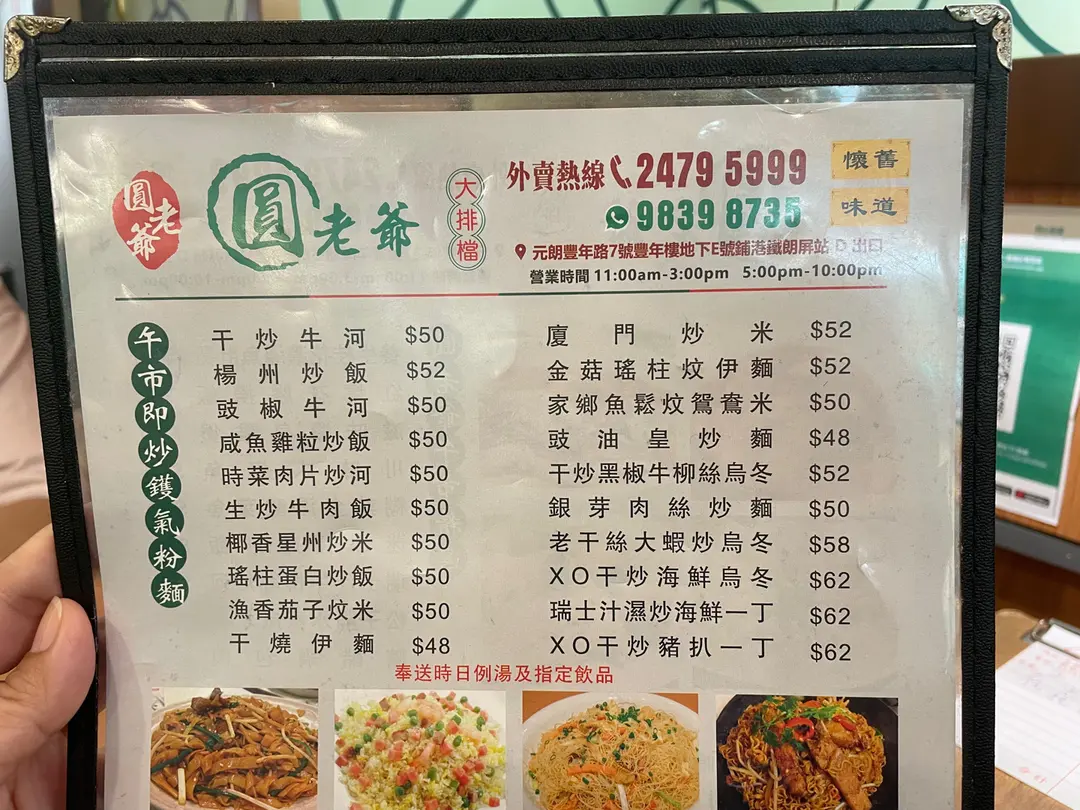 圓老爺
圓老爺
大排檔
外賣熱線 2479 5999
9839 8735
懷舊
味道
元朗豐年路7號豐年樓地下E號鋪港鐵朗屏站 D 出口
營業時間 11:00am-3:00pm 5:00pm-10:00pm
午市即炒鑊氣粉麵
干炒牛河 $50
楊州炒飯 $52
豉椒牛河 $50
咸魚雞粒炒飯 $50
時菜肉片炒河 $50
生炒牛肉飯 $50
椰香星州炒米 $50
瑤柱蛋白炒飯 $50
漁香茄子炆米 $50
干燒伊麵 $48
廈門炒米 $52
金菇瑤柱炆伊麵 $52
家鄉魚鬆炆鴛鴦米 $50
豉油皇炒麵 $48
干炒黑椒牛柳絲烏冬 $52
銀芽肉絲炒麵 $50
老干絲大蝦炒烏冬 $58
XO干炒海鮮烏冬 $62
瑞士汁濕炒海鮮一丁 $62
XO干炒豬扒一丁 $62
奉送時日例湯及指定飲品